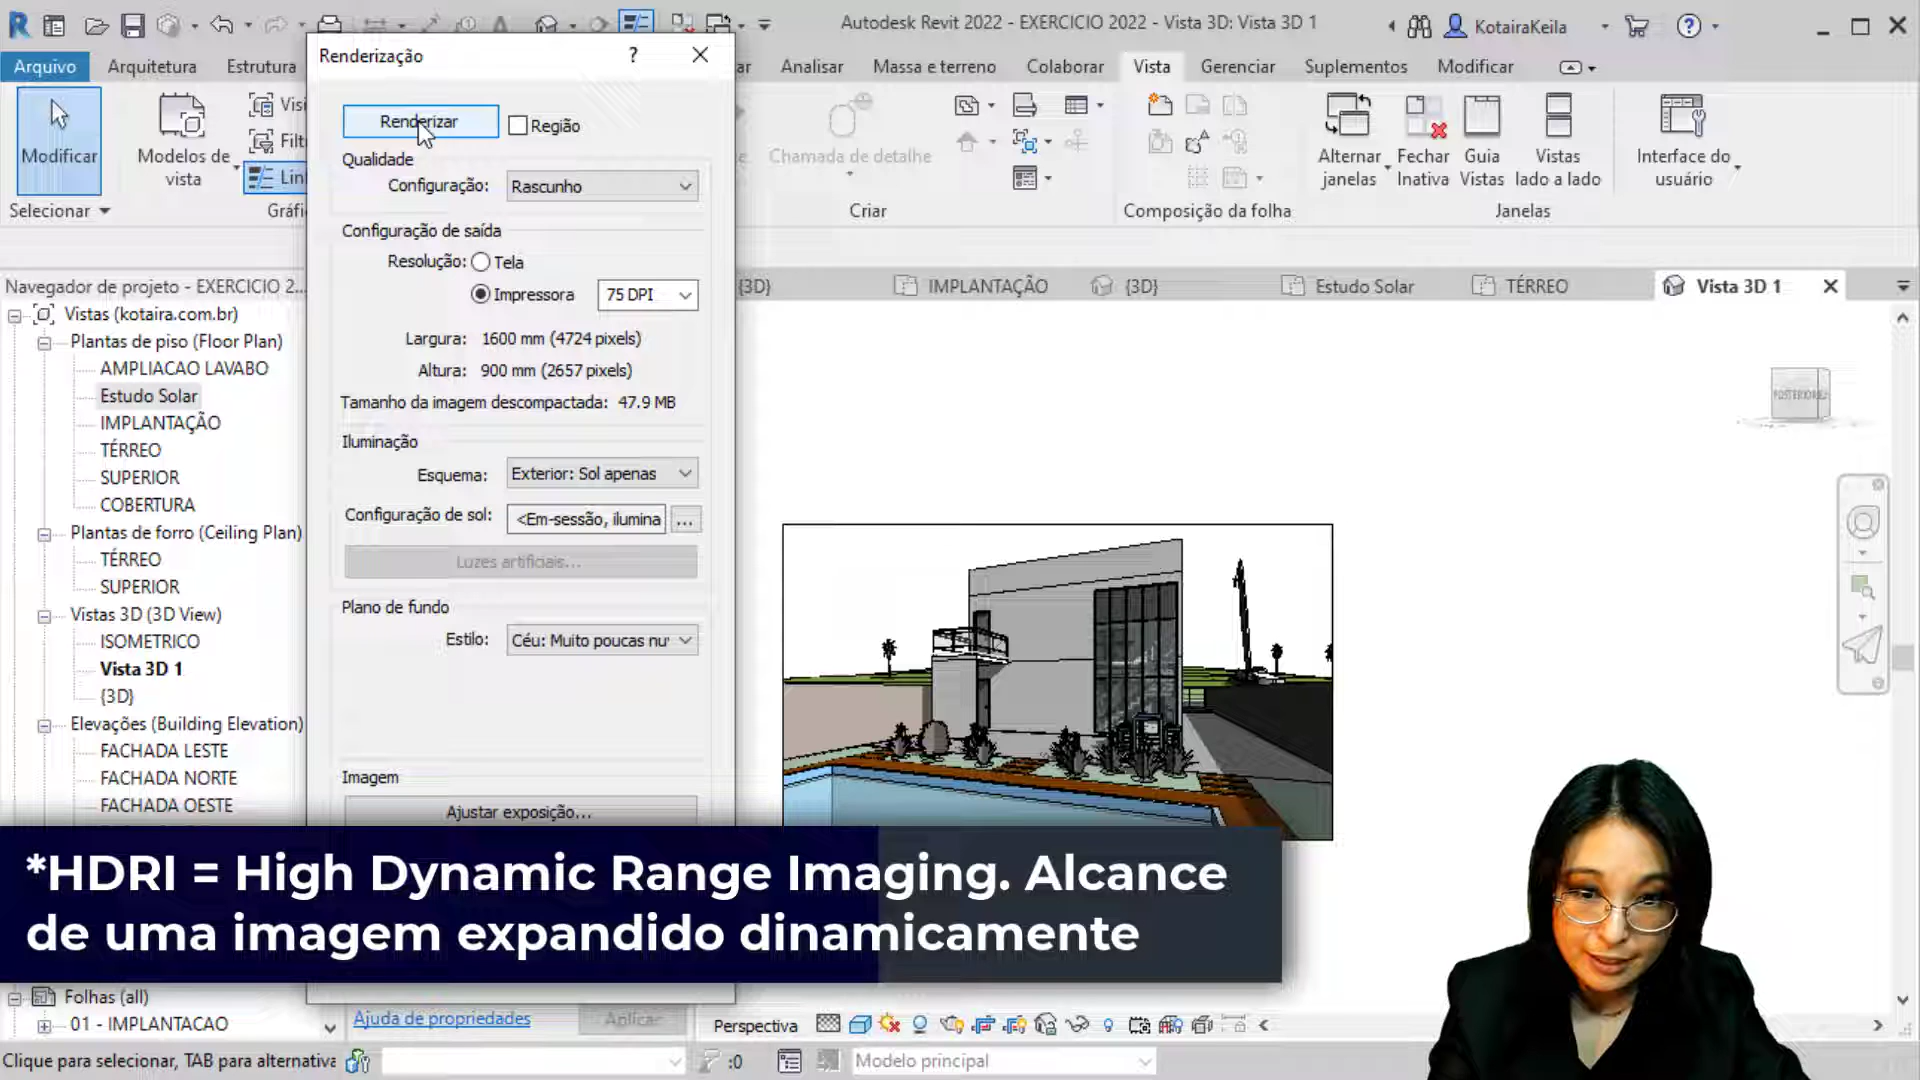 Autodesk Revit 2022 - EXERCICIO 2022 - Vista 3D: Vista 3D 1
KotairaKeila
Renderização
Arquivo
Arquitetura
Estrutura
Analisar
Massa e terreno
Colaborar
Vista
Gerenciar
Suplementos
Modificar
Modificar
Modelos de
vista
Renderizar
Região
Qualidade
Configuração:
Rascunho
Chamada de detalhe
Alternar
janelas
Fechar
Inativa
Guia
Vistas
Vistas
lado a lado
Interface do
usuário
Selecionar
Criar
Composição da folha
Janelas
Configuração de saída
Resolução:
Tela
Impressora
75 DPI
Largura:
1600 mm (4724 pixels)
Altura:
900 mm (2657 pixels)
Tamanho da imagem descompactada: 47.9 MB
Iluminação
Esquema:
Exterior: Sol apenas
Configuração de sol:
<Em-sessão, ilumina
...
Luzes artificiais...
Plano de fundo
Estilo:
Céu: Muito poucas nu
Imagem
Ajustar exposição...
{3D}
IMPLANTAÇÃO
{3D}
Estudo Solar
TÉRREO
Vista 3D 1
Navegador de projeto - EXERCICIO 2...
Vistas (kotaira.com.br)
Plantas de piso (Floor Plan)
AMPLIACAO LAVABO
Estudo Solar
IMPLANTAÇÃO
TÉRREO
SUPERIOR
COBERTURA
Plantas de forro (Ceiling Plan)
TÉRREO
SUPERIOR
Vistas 3D (3D View)
ISOMETRICO
Vista 3D 1
{3D}
Elevações (Building Elevation)
FACHADA LESTE
FACHADA NORTE
FACHADA OESTE
*HDRI = High Dynamic Range Imaging. Alcance
de uma imagem expandido dinamicamente
Folhas (all)
01 - IMPLANTACAO
Ajuda de propriedades
Aplicar
Perspectiva
Clique para selecionar, TAB para alternativa
:0
Modelo principal